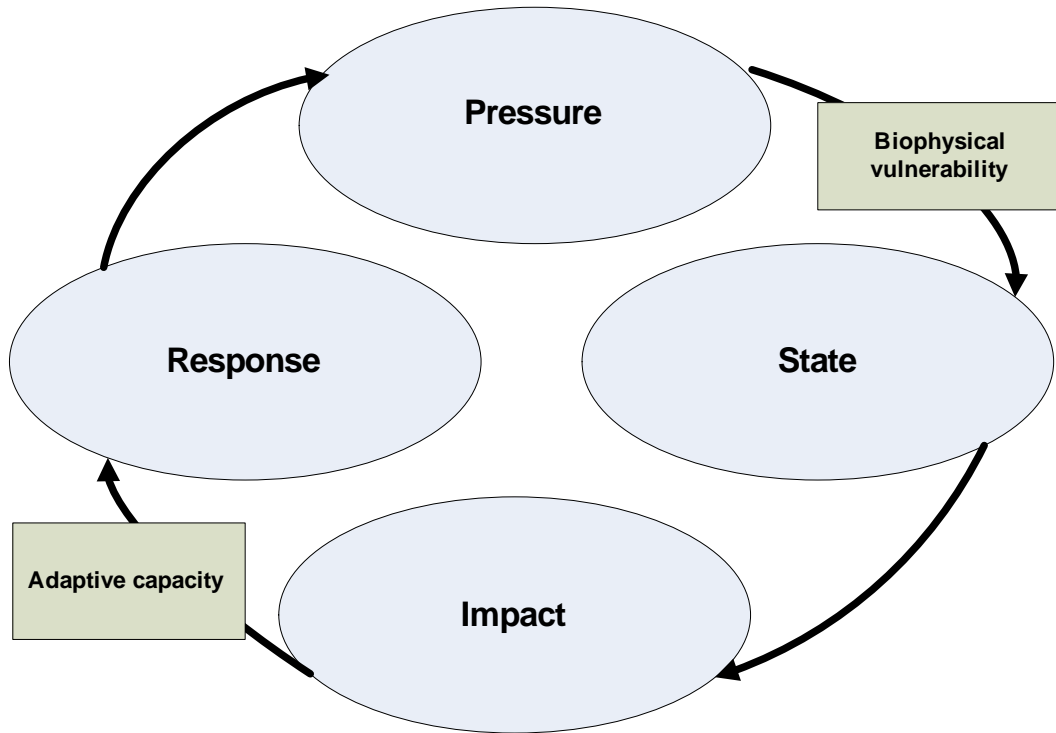 Pressure
Biophysical
vulnerability
Response
State
Adaptive capacity
Impact